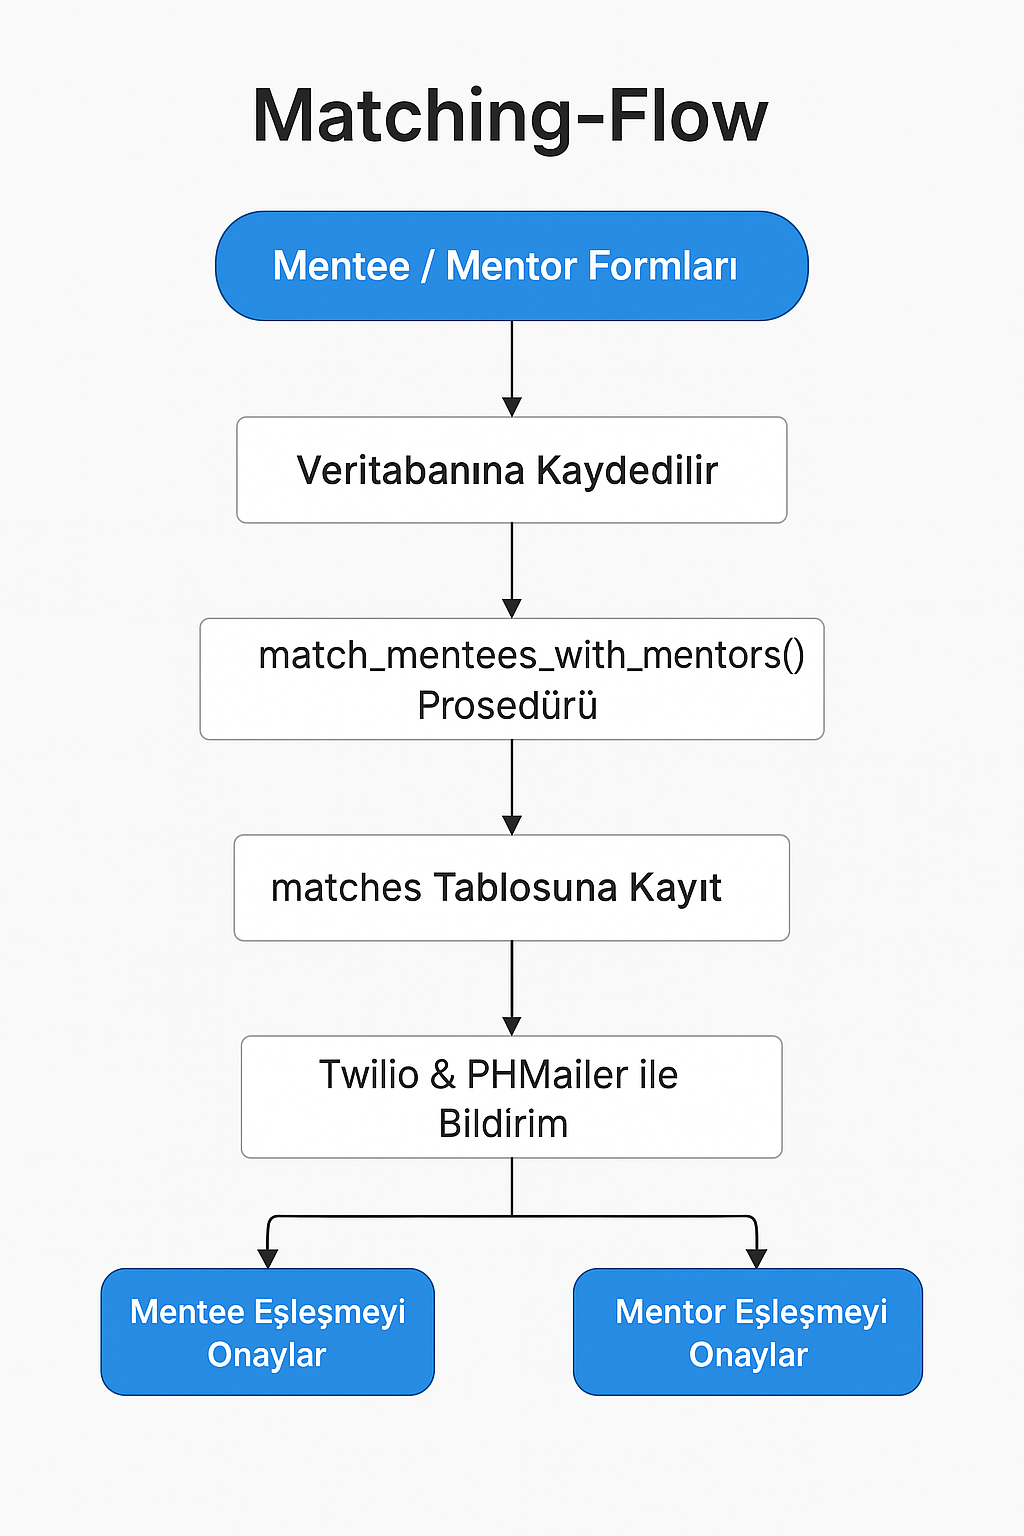 Matching-Flow
Mentee / Mentor Formları
Veritabanına Kaydedilir
match_mentees_with_mentors()
Prosedürü
matches Tablosuna Kayıt
Twilio & PHMailer ile
Bildirim
Mentee Eşleşmeyi
Onaylar
Mentor Eşleşmeyi
Onaylar